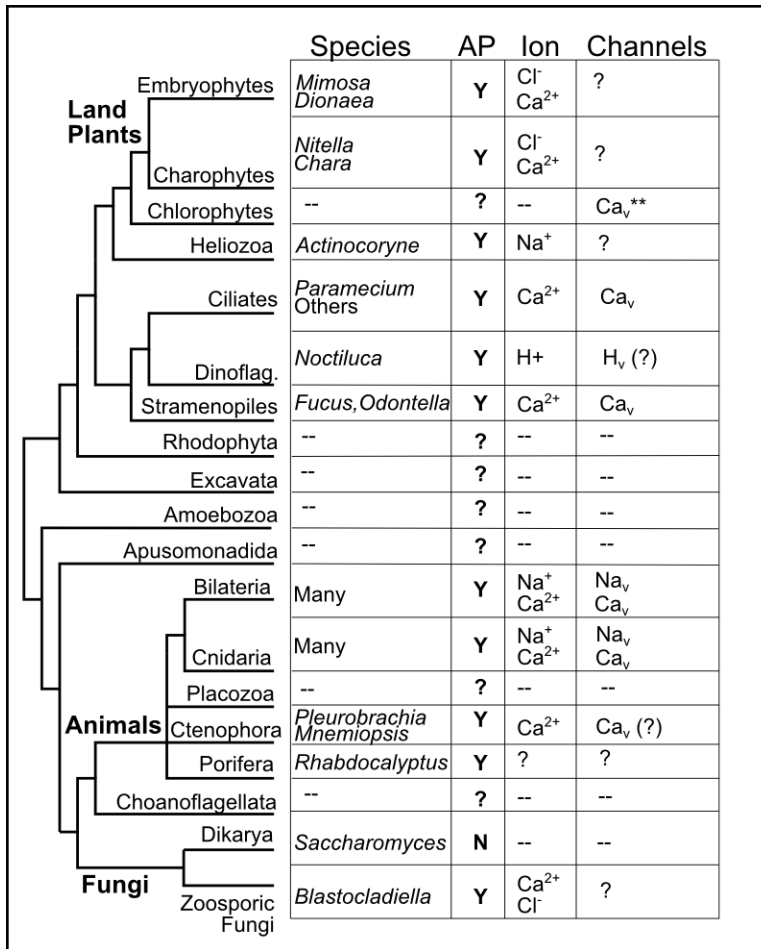 Species AP Ion Channels
Land
Plants
Embryophytes
Mimosa
Dionaea
Y
Cl⁻
Ca²⁺
?
Charophytes
Nitella
Chara
Y
Cl⁻
Ca²⁺
?
Chlorophytes -- ? -- Caᵥ**
Heliozoa Actinocoryne Y Na⁺ ?
Ciliates
Paramecium
Others
Y Ca²⁺ Caᵥ
Dinoflag. Noctiluca Y H+ Hᵥ (?)
Stramenopiles Fucus,Odontella Y Ca²⁺ Caᵥ
Rhodophyta -- ? -- --
Excavata -- ? -- --
Amoebozoa -- ? -- --
Apusomonadida -- ? -- --
Bilateria Many Y
Na⁺
Ca²⁺
Naᵥ
Caᵥ
Cnidaria Many Y
Na⁺
Ca²⁺
Naᵥ
Caᵥ
Placozoa -- ? -- --
Animals
Ctenophora
Pleurobrachia
Mnemiopsis
Y Ca²⁺ Caᵥ (?)
Porifera Rhabdocalyptus Y ? ?
Choanoflagellata -- ? -- --
Dikarya Saccharomyces N -- --
Fungi
Zoosporic
Fungi
Blastocladiella Y
Ca²⁺
Cl⁻
?